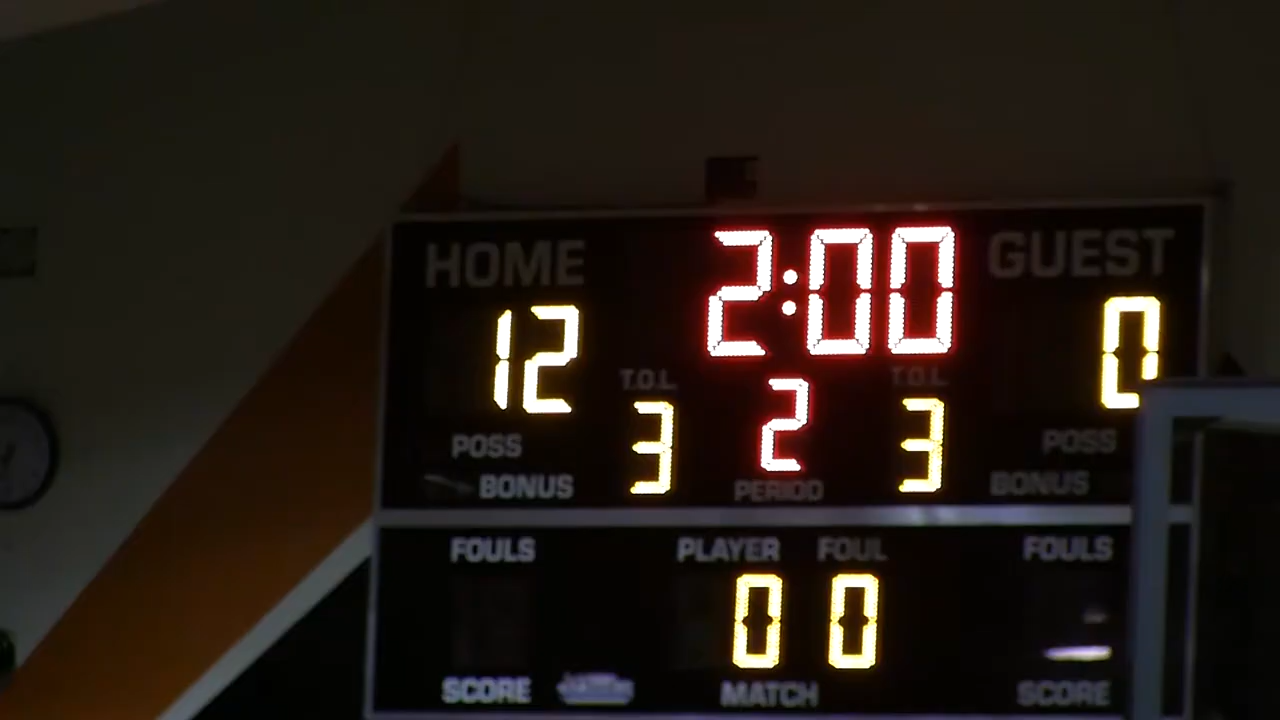 HOME 2:00 GUEST
12 0
T.O.L. T.O.L.
3 2 3
POSS POSS
BONUS PERIOD BONUS
FOULS PLAYER FOUL FOULS
0 0
SCORE MATCH SCORE